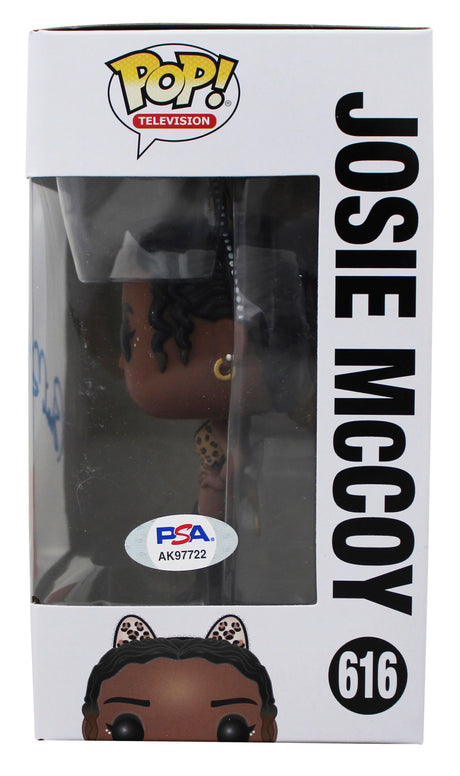 POP!
TELEVISION
JOSIE MCCOY
616
PSA
AK97722